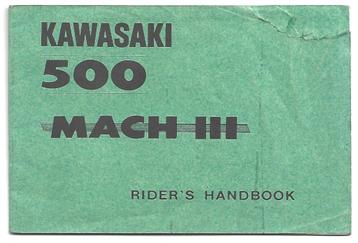 KAWASAKI
500
MACH III
RIDER'S HANDBOOK